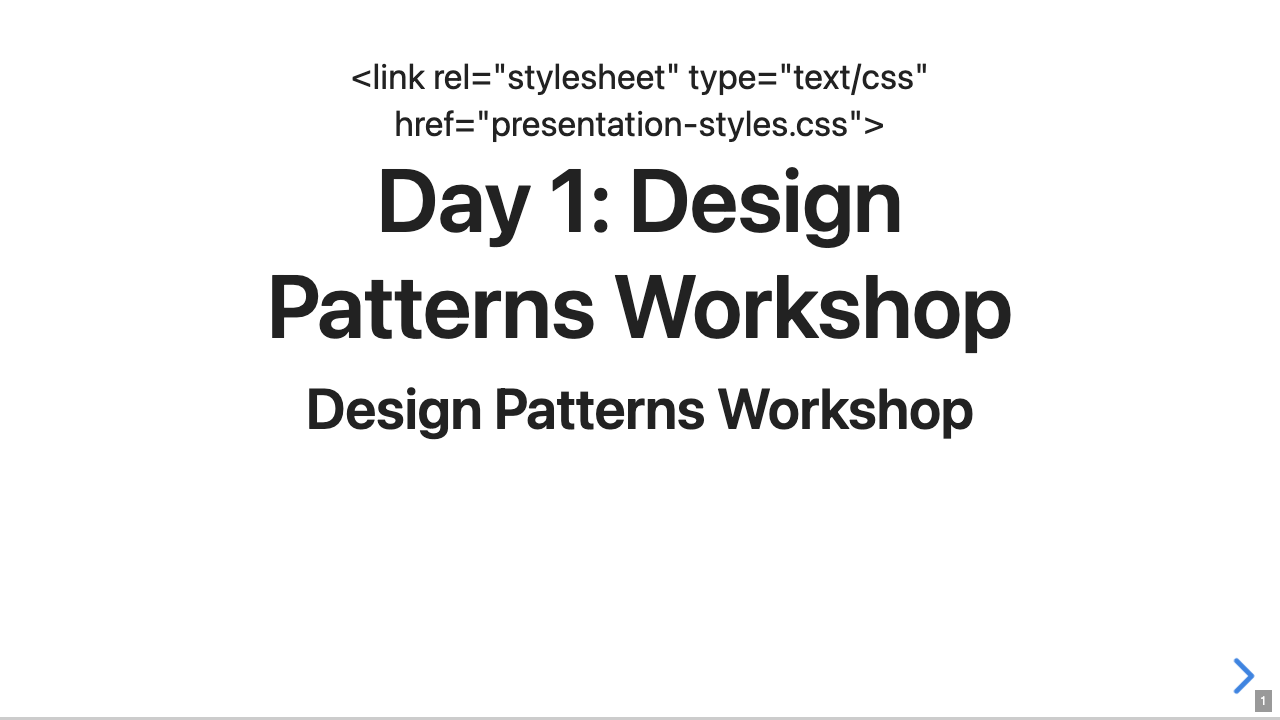 <link rel="stylesheet" type="text/css"
href="presentation-styles.css">
Day 1: Design
Patterns Workshop
Design Patterns Workshop
1